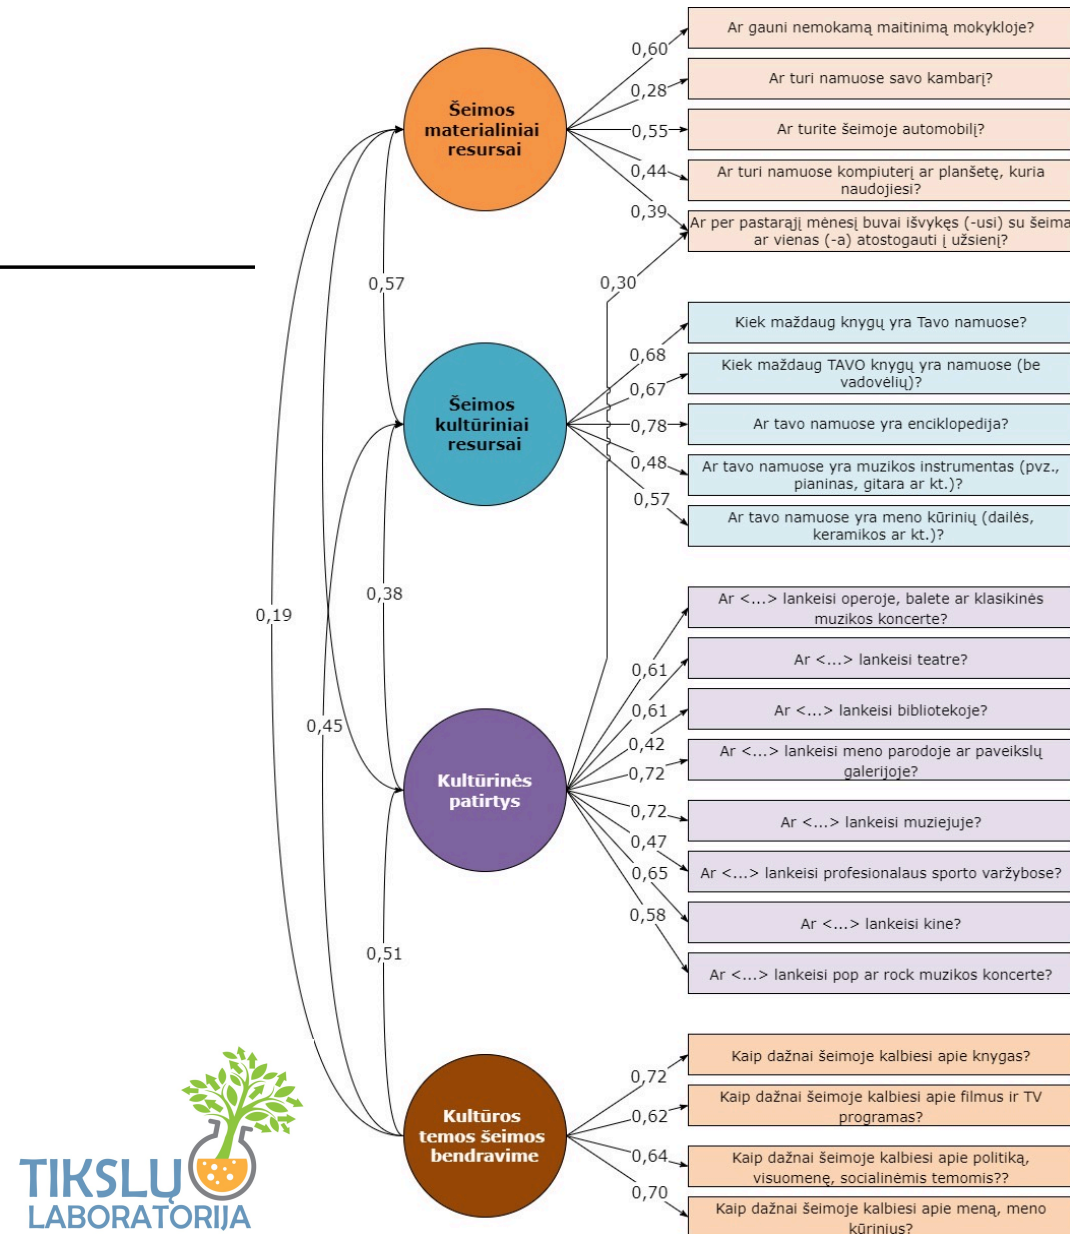 Šeimos
materialiniai
resursai
0,60
0,28
0,55
0,44
0,39
0,30
Ar gauni nemokamą maitinimą mokykloje?
Ar turi namuose savo kambarį?
Ar turite šeimoje automobilį?
Ar turi namuose kompiuterį ar planšetę, kuria
naudojiesi?
Ar per pastarąjį mėnesį buvai išvykęs (-usi) su šeima
ar vienas (-a) atostogauti į užsienį?
0,57
Šeimos
kultūriniai
resursai
0,68
0,67
0,78
0,48
0,57
Kiek maždaug knygų yra Tavo namuose?
Kiek maždaug TAVO knygų yra namuose (be
vadovėlių)?
Ar tavo namuose yra enciklopedija?
Ar tavo namuose yra muzikos instrumentas (pvz.,
pianinas, gitara ar kt.)?
Ar tavo namuose yra meno kūrinių (dailės,
keramikos ar kt.)?
0,38
0,19
0,45
Kultūrinės
patirtys
0,61
0,61
0,42
0,72
0,72
0,47
0,65
0,58
Ar <...> lankeisi operoje, balete ar klasikinės
muzikos koncerte?
Ar <...> lankeisi teatre?
Ar <...> lankeisi bibliotekoje?
Ar <...> lankeisi meno parodoje ar paveikslų
galerijoje?
Ar <...> lankeisi muziejuje?
Ar <...> lankeisi profesionalaus sporto varžybose?
Ar <...> lankeisi kine?
Ar <...> lankeisi pop ar rock muzikos koncerte?
0,51
Kultūros
temos šeimos
bendravime
0,72
0,62
0,64
0,70
Kaip dažnai šeimoje kalbiesi apie knygas?
Kaip dažnai šeimoje kalbiesi apie filmus ir TV
programas?
Kaip dažnai šeimoje kalbiesi apie politiką,
visuomenę, socialinėmis temomis??
Kaip dažnai šeimoje kalbiesi apie meną, meno
kūrinius?
TIKSLŲ
LABORATORIJA